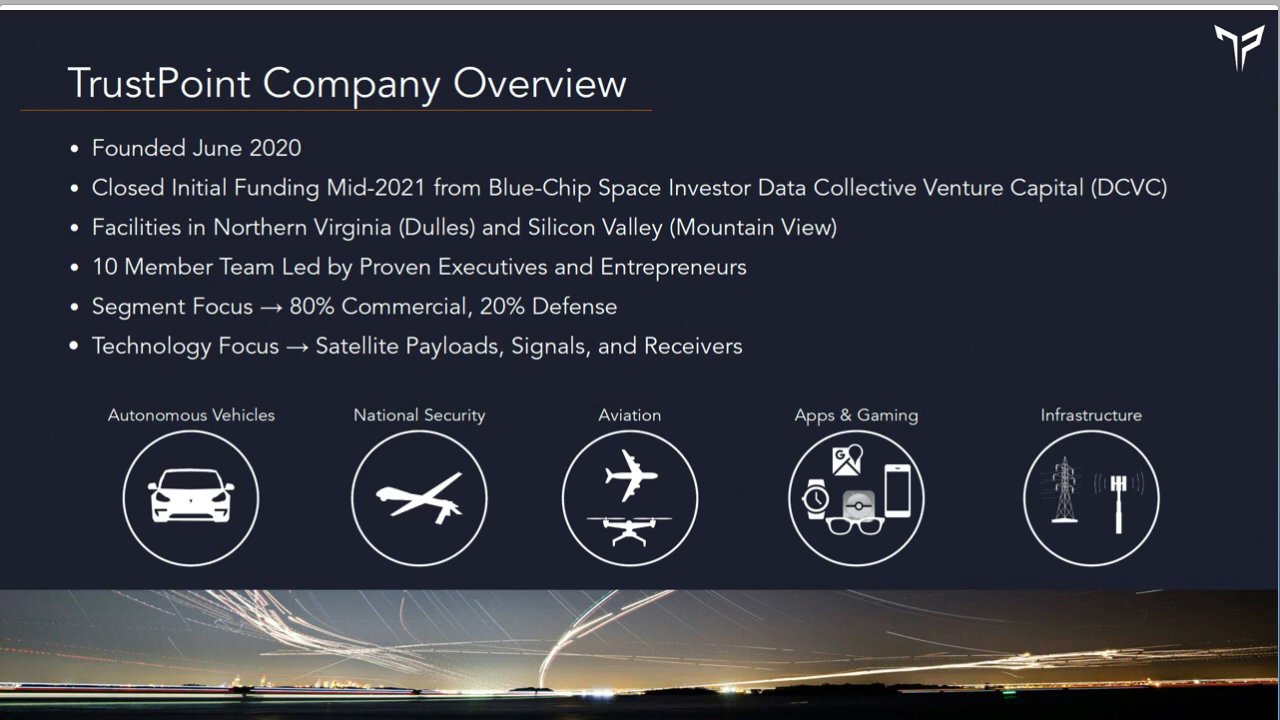 TrustPoint Company Overview
• Founded June 2020
• Closed Initial Funding Mid-2021 from Blue-Chip Space Investor Data Collective Venture Capital (DCVC)
• Facilities in Northern Virginia (Dulles) and Silicon Valley (Mountain View)
• 10 Member Team Led by Proven Executives and Entrepreneurs
• Segment Focus → 80% Commercial, 20% Defense
• Technology Focus → Satellite Payloads, Signals, and Receivers
Autonomous Vehicles
National Security
Aviation
Apps & Gaming
Infrastructure
G